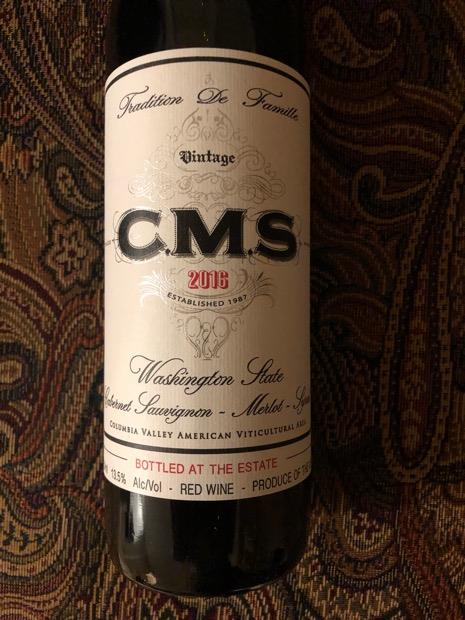 Tradition De Famille
Vintage
C.M.S
2016
ESTABLISHED 1987
Washington State
Cabernet Sauvignon - Merlot -
COLUMBIA VALLEY AMERICAN VITICULTURAL AREA
BOTTLED AT THE ESTATE
13.5% Alc/Vol - RED WINE - PRODUCE OF